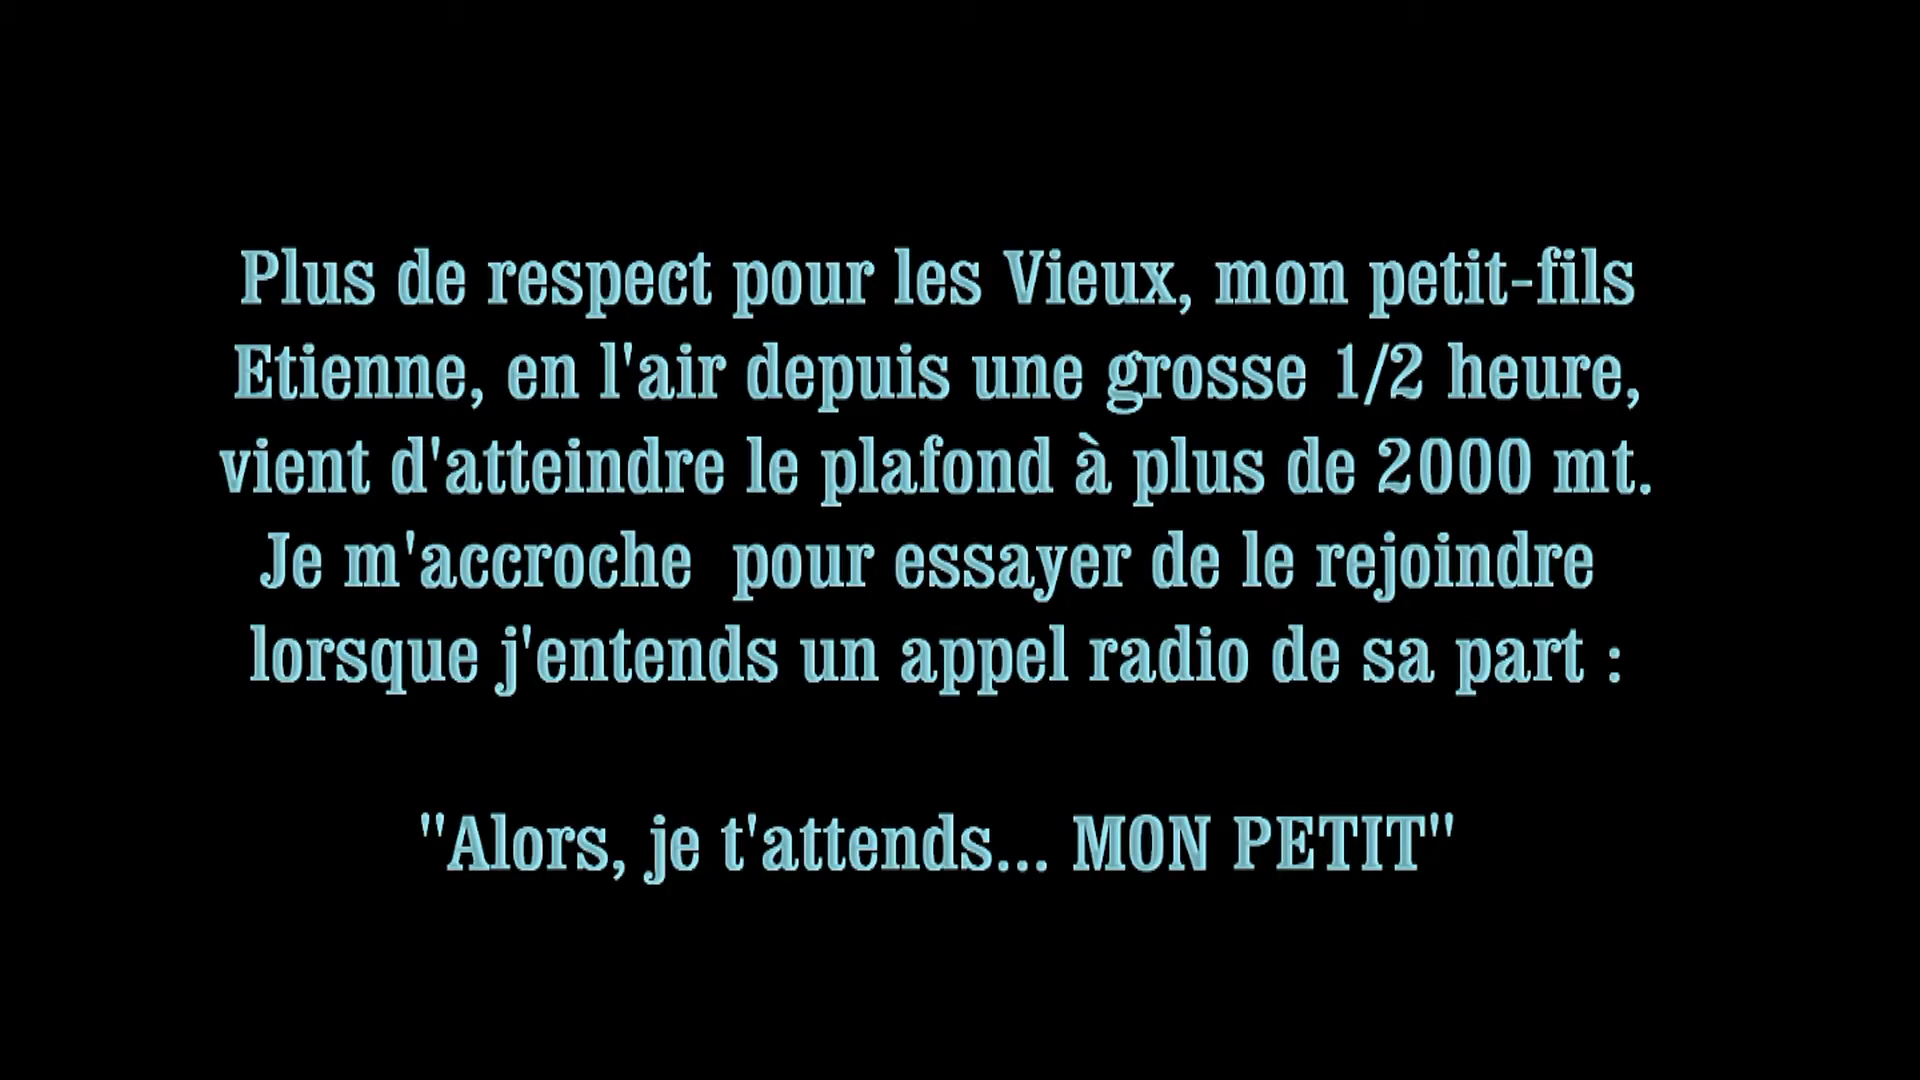 Plus de respect pour les Vieux, mon petit-fils
Etienne, en l'air depuis une grosse 1/2 heure,
vient d'atteindre le plafond à plus de 2000 mt.
Je m'accroche  pour essayer de le rejoindre
lorsque j'entends un appel radio de sa part :
"Alors, je t'attends... MON PETIT"